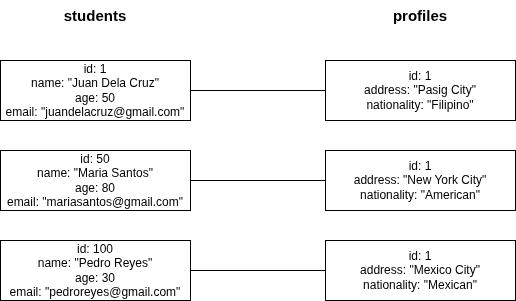 students
profiles
id: 1
name: "Juan Dela Cruz"
age: 50
email: "juandelacruz@gmail.com"
id: 1
address: "Pasig City"
nationality: "Filipino"
id: 50
name: "Maria Santos"
age: 80
email: "mariasantos@gmail.com"
id: 1
address: "New York City"
nationality: "American"
id: 100
name: "Pedro Reyes"
age: 30
email: "pedroreyes@gmail.com"
id: 1
address: "Mexico City"
nationality: "Mexican"